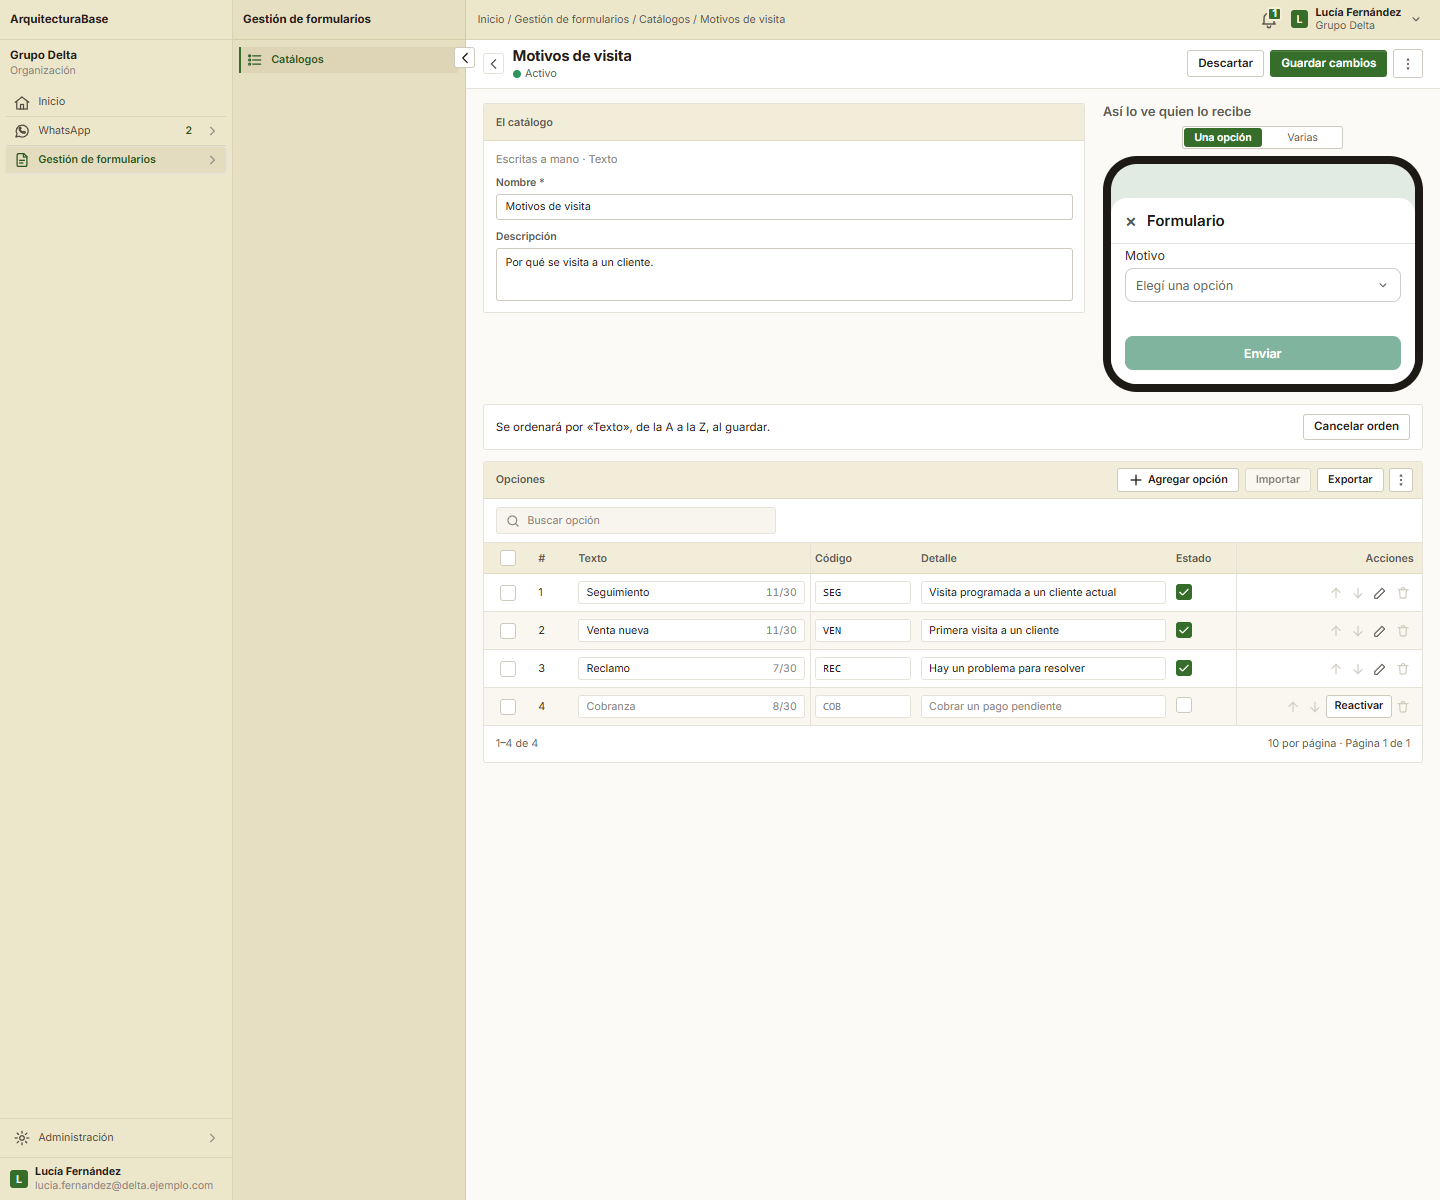 ArquitecturaBase
Grupo Delta
Organización
Inicio
WhatsApp 2
Gestión de formularios
Administración
L Lucía Fernández
lucia.fernandez@delta.ejemplo.com
Gestión de formularios
Catálogos
Inicio / Gestión de formularios / Catálogos / Motivos de visita
1
L Lucía Fernández
Grupo Delta
Motivos de visita
Activo
Descartar Guardar cambios
El catálogo
Escritas a mano · Texto
Nombre *
Motivos de visita
Descripción
Por qué se visita a un cliente.
Así lo ve quien lo recibe
Una opción Varias
Formulario
Motivo
Elegí una opción
Enviar
Se ordenará por «Texto», de la A a la Z, al guardar. Cancelar orden
Opciones Agregar opción Importar Exportar
Buscar opción
# Texto Código Detalle Estado Acciones
1 Seguimiento 11/30 SEG Visita programada a un cliente actual
2 Venta nueva 11/30 VEN Primera visita a un cliente
3 Reclamo 7/30 REC Hay un problema para resolver
4 Cobranza 8/30 COB Cobrar un pago pendiente Reactivar
1–4 de 4 10 por página · Página 1 de 1